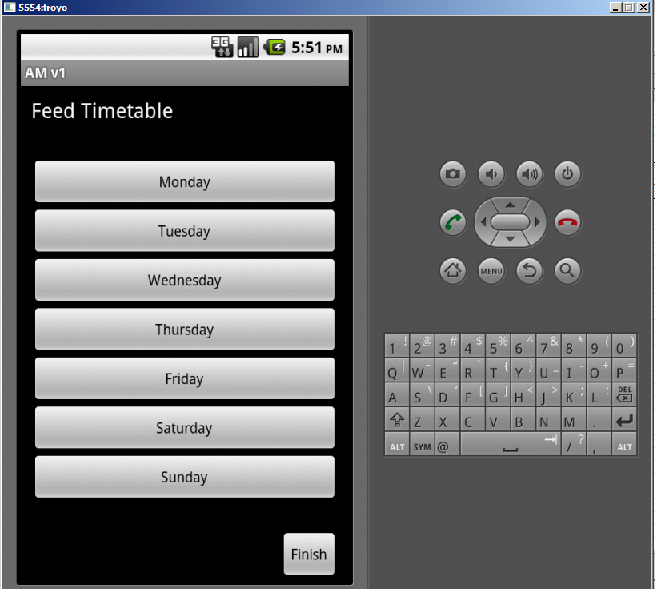 5554:froyo
3G
5:51 PM
AM v1
Feed Timetable
Monday
Tuesday
Wednesday
Thursday
Friday
Saturday
Sunday
Finish
MENU
1 ! 2 @ 3 # 4 $ 5 % 6 ^ 7 & 8 * 9 ( 0 )
Q | W - E " R ` T { Y } U _ I - O + P =
A S \ D ' F [ G ] H < J > K ; L : DEL
Z X C V B N M .
ALT SYM @ / ? , ALT